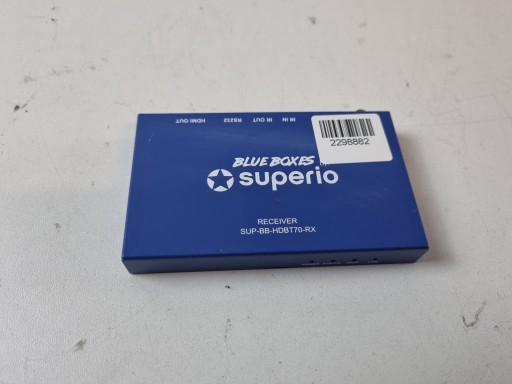 HDMI OUT RS232 IR OUT IR IN
2298882
BLUE BOXES
superio
RECEIVER
SUP-BB-HDBT70-RX